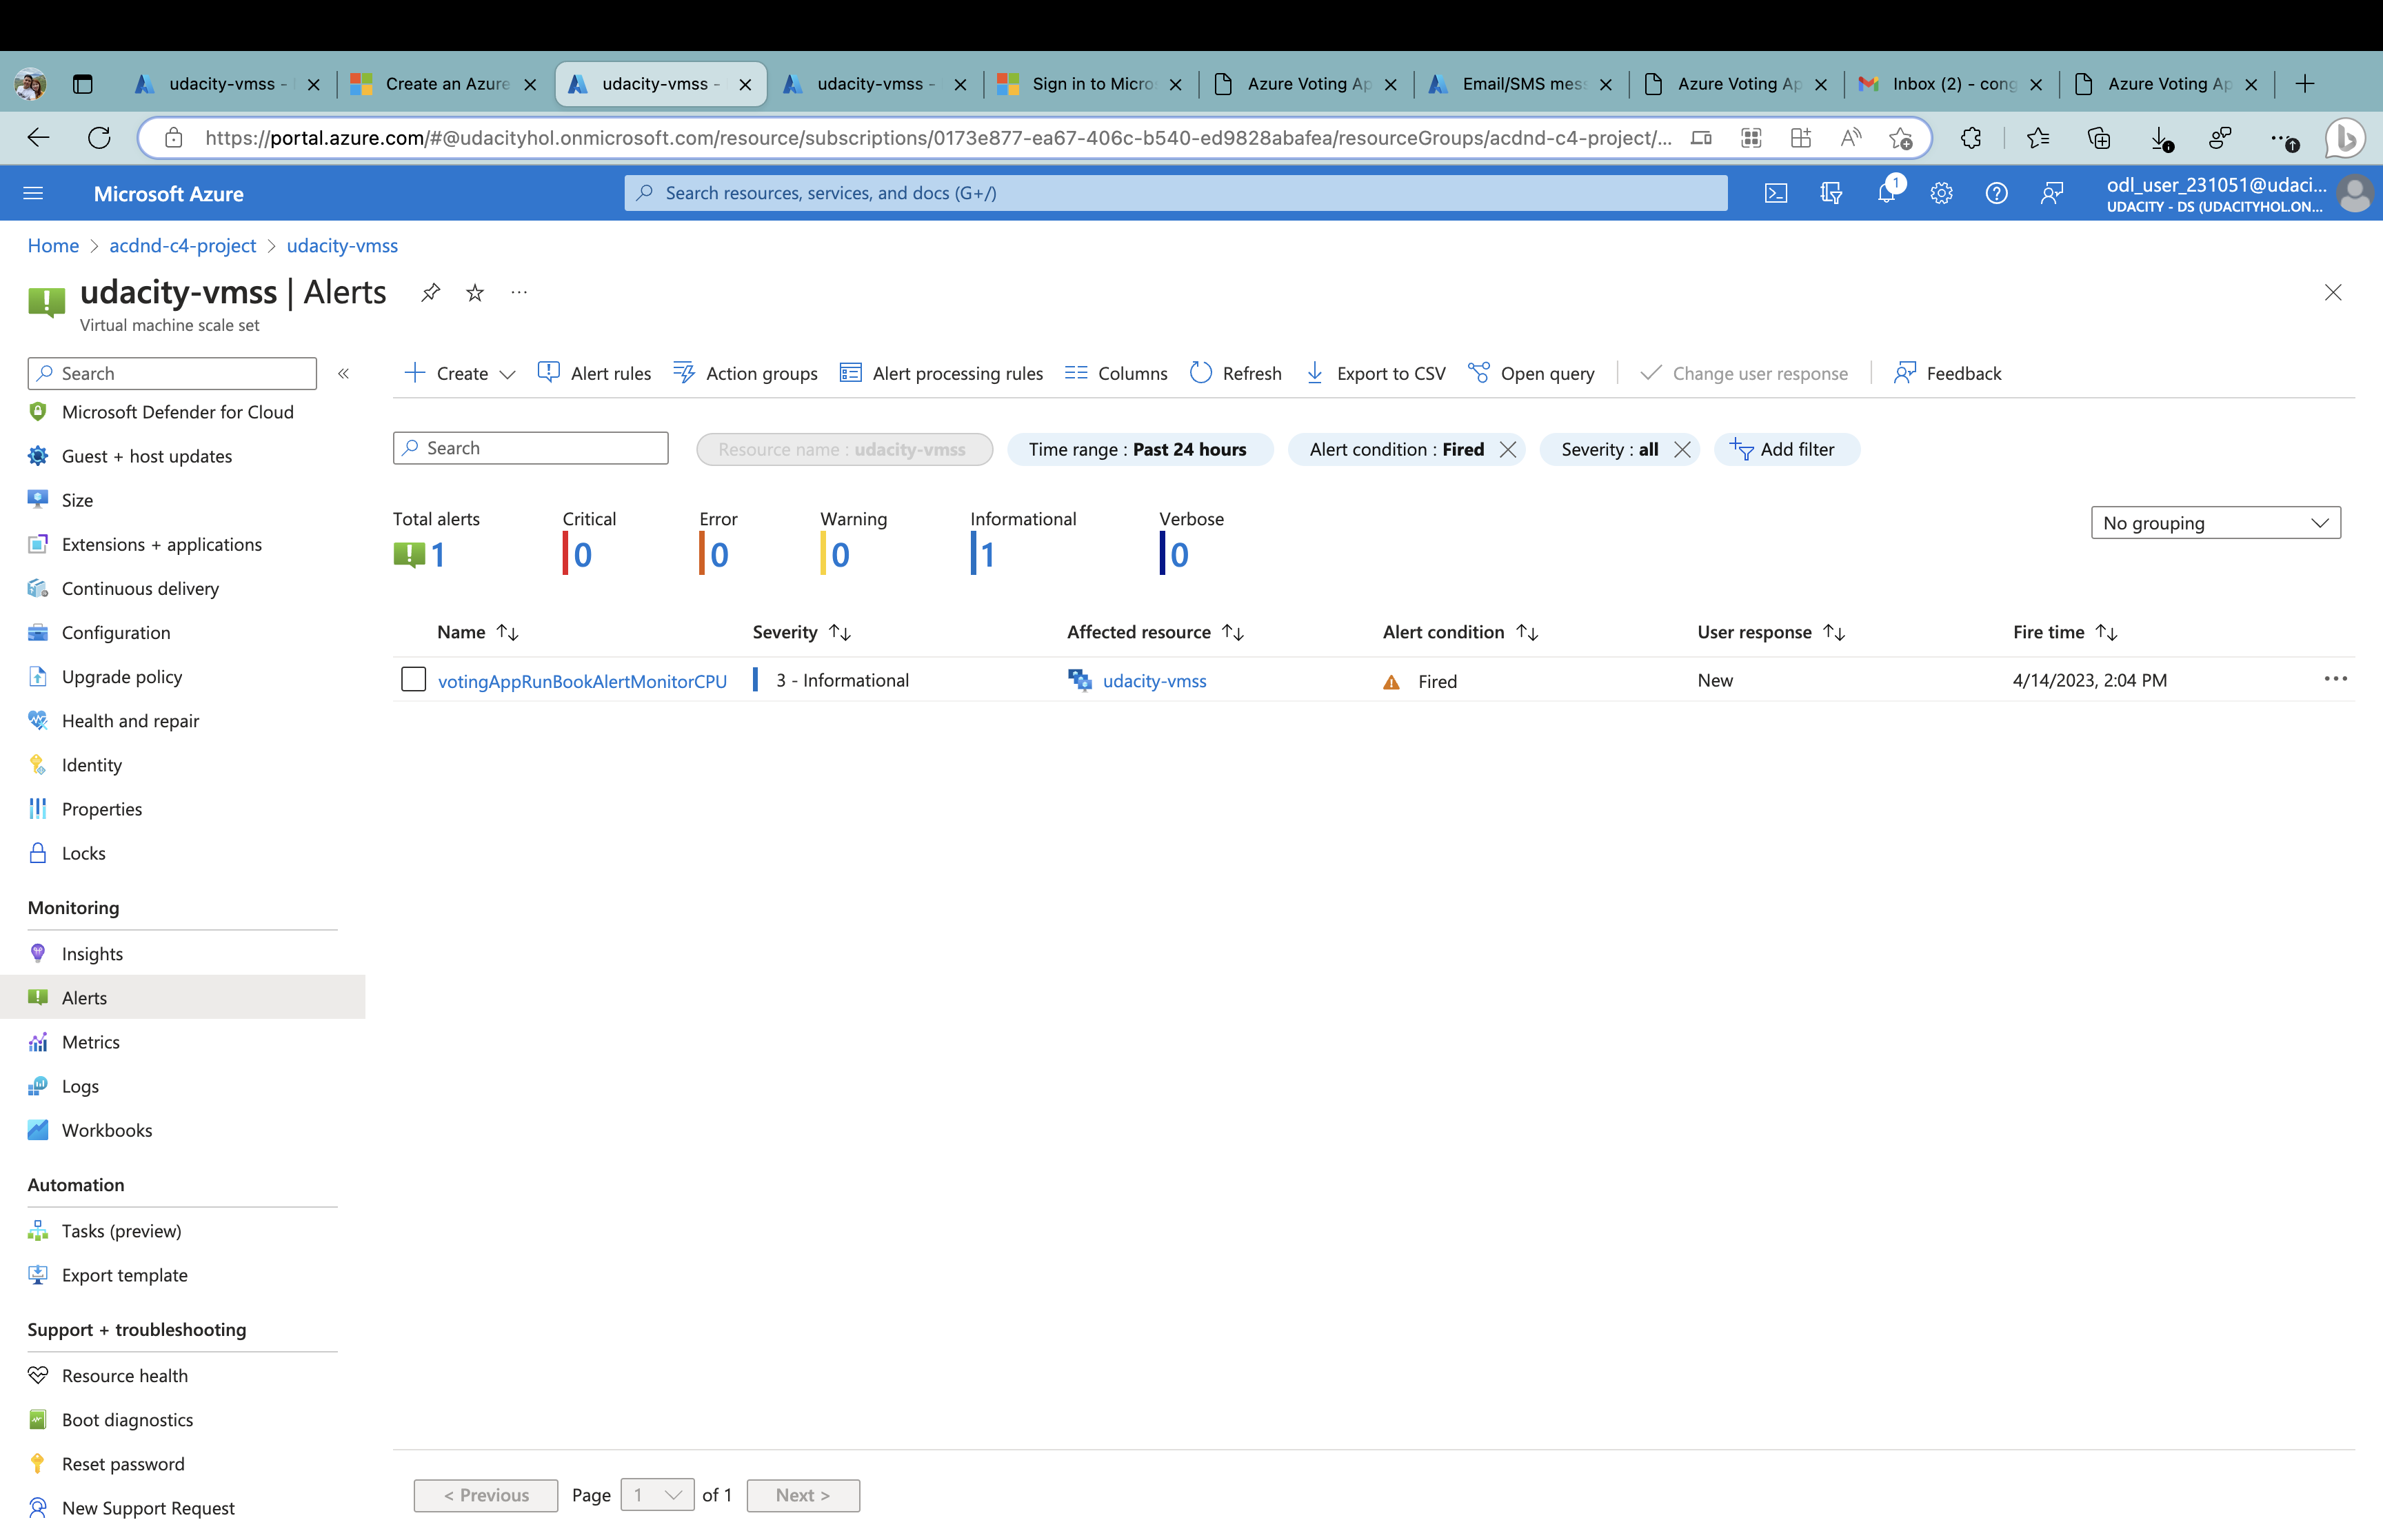 udacity-vmss -
Create an Azure
udacity-vmss -
udacity-vmss -
Sign in to Micro
Azure Voting Ap
Email/SMS mes
Azure Voting Ap
Inbox (2) - cong
Azure Voting Ap
https://portal.azure.com/#@udacityhol.onmicrosoft.com/resource/subscriptions/0173e877-ea67-406c-b540-ed9828abafea/resourceGroups/acdnd-c4-project/...
Microsoft Azure
Search resources, services, and docs (G+/)
1
odl_user_231051@udaci...
UDACITY - DS (UDACITYHOL.ON...
Home > acdnd-c4-project > udacity-vmss
udacity-vmss | Alerts
Virtual machine scale set
Search
Microsoft Defender for Cloud
Guest + host updates
Size
Extensions + applications
Continuous delivery
Configuration
Upgrade policy
Health and repair
Identity
Properties
Locks
Monitoring
Insights
Alerts
Metrics
Logs
Workbooks
Automation
Tasks (preview)
Export template
Support + troubleshooting
Resource health
Boot diagnostics
Reset password
New Support Request
Create Alert rules Action groups Alert processing rules Columns Refresh Export to CSV Open query Change user response Feedback
Search Resource name : udacity-vmss Time range : Past 24 hours Alert condition : Fired Severity : all Add filter
Total alerts Critical Error Warning Informational Verbose
1 0 0 0 1 0
No grouping
Name Severity Affected resource Alert condition User response Fire time
votingAppRunBookAlertMonitorCPU 3 - Informational udacity-vmss Fired New 4/14/2023, 2:04 PM
< Previous Page 1 of 1 Next >